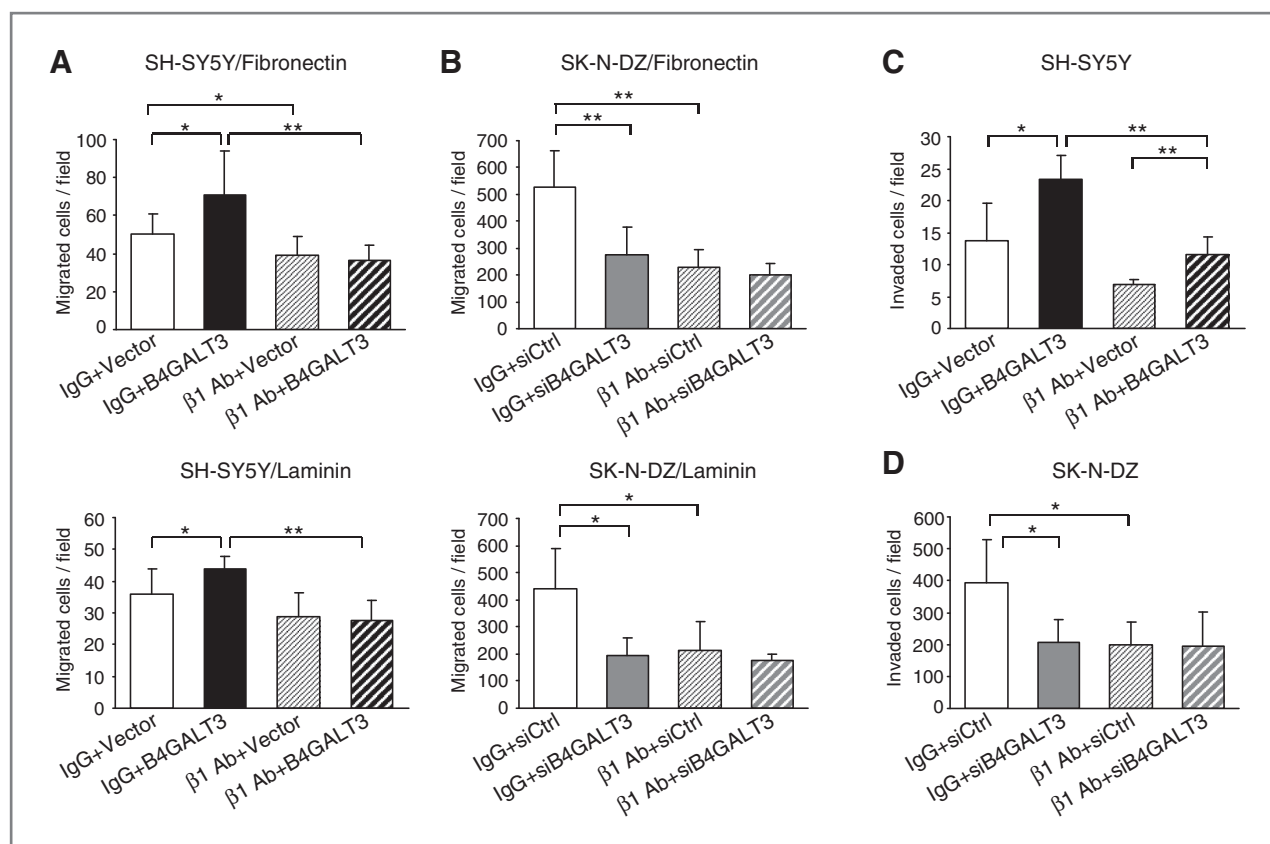 A
SH-SY5Y/Fibronectin
*
*
**
Migrated cells / field
100
80
60
40
20
0
IgG+Vector
IgG+B4GALT3
β1 Ab+Vector
β1 Ab+B4GALT3
SH-SY5Y/Laminin
*
**
Migrated cells / field
60
50
40
30
20
10
0
IgG+Vector
IgG+B4GALT3
β1 Ab+Vector
β1 Ab+B4GALT3
B
SK-N-DZ/Fibronectin
**
**
Migrated cells / field
700
600
500
400
300
200
100
0
IgG+siCtrl
IgG+siB4GALT3
β1 Ab+siCtrl
β1 Ab+siB4GALT3
SK-N-DZ/Laminin
*
*
Migrated cells / field
700
600
500
400
300
200
100
0
IgG+siCtrl
IgG+siB4GALT3
β1 Ab+siCtrl
β1 Ab+siB4GALT3
C
SH-SY5Y
*
**
**
Invaded cells / field
30
25
20
15
10
5
0
IgG+Vector
IgG+B4GALT3
β1 Ab+Vector
β1 Ab+B4GALT3
D
SK-N-DZ
*
*
Invaded cells / field
600
500
400
300
200
100
0
IgG+siCtrl
IgG+siB4GALT3
β1 Ab+siCtrl
β1 Ab+siB4GALT3